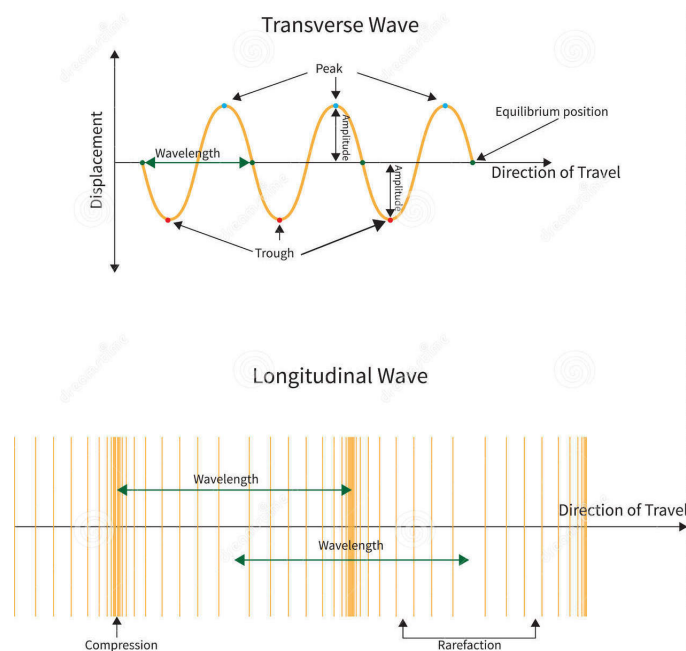 Transverse Wave
Peak
Equilibrium position
Displacement
Wavelength
Amplitude
Amplitude
Direction of Travel
Trough
Longitudinal Wave
Wavelength
Direction of Travel
Wavelength
Compression
Rarefaction